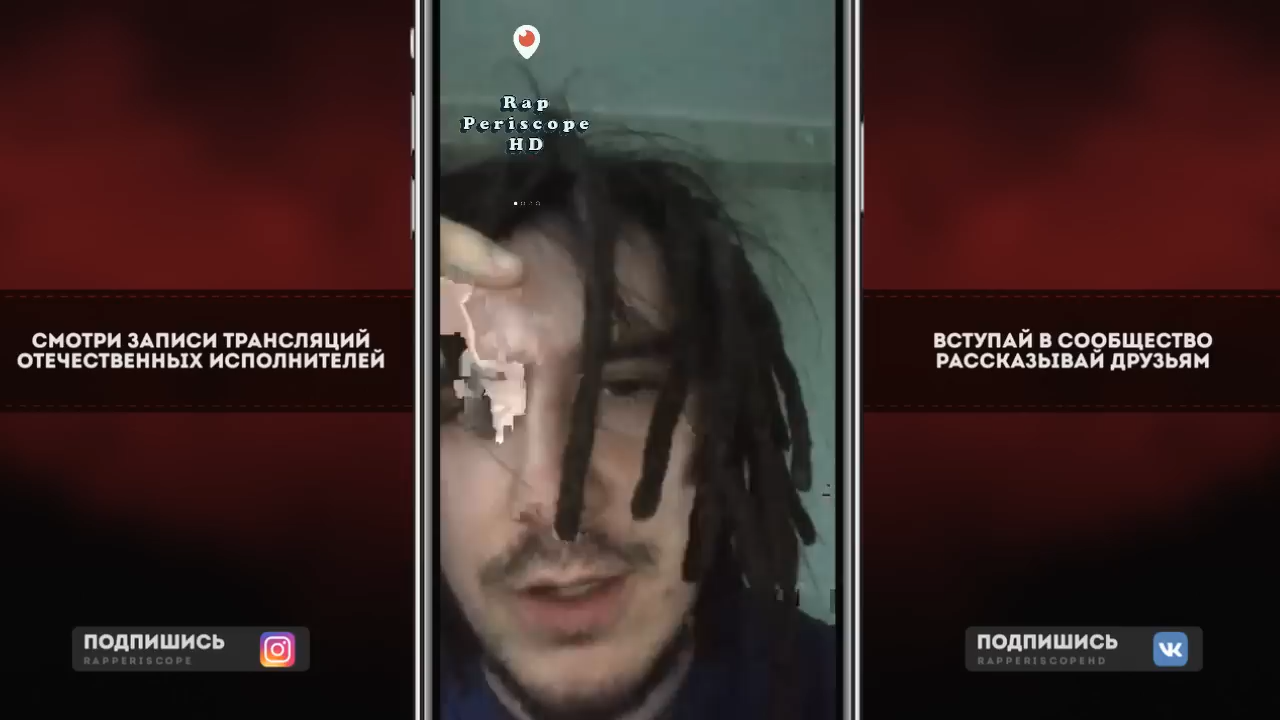 Rap
Periscope
HD
СМОТРИ ЗАПИСИ ТРАНСЛЯЦИЙ
ОТЕЧЕСТВЕННЫХ ИСПОЛНИТЕЛЕЙ
ВСТУПАЙ В СООБЩЕСТВО
РАССКАЗЫВАЙ ДРУЗЬЯМ
ПОДПИШИСЬ
RAPPERISCOPE
ПОДПИШИСЬ
RAPPERISCOPEHD